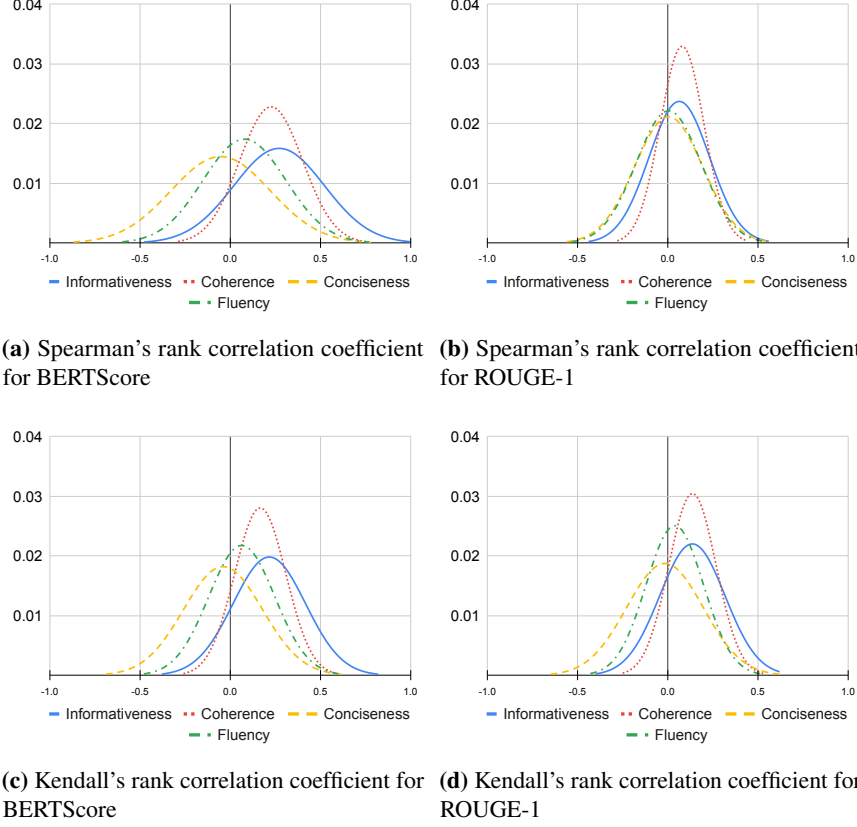 0.04
0.03
0.02
0.01
-1.0 -0.5 0.0 0.5 1.0
Informativeness Coherence Conciseness
Fluency
0.04
0.03
0.02
0.01
-1.0 -0.5 0.0 0.5 1.0
Informativeness Coherence Conciseness
Fluency
(a) Spearman's rank correlation coefficient
for BERTScore
(b) Spearman's rank correlation coefficient
for ROUGE-1
0.04
0.03
0.02
0.01
-1.0 -0.5 0.0 0.5 1.0
Informativeness Coherence Conciseness
Fluency
0.04
0.03
0.02
0.01
-1.0 -0.5 0.0 0.5 1.0
Informativeness Coherence Conciseness
Fluency
(c) Kendall's rank correlation coefficient for
BERTScore
(d) Kendall's rank correlation coefficient for
ROUGE-1